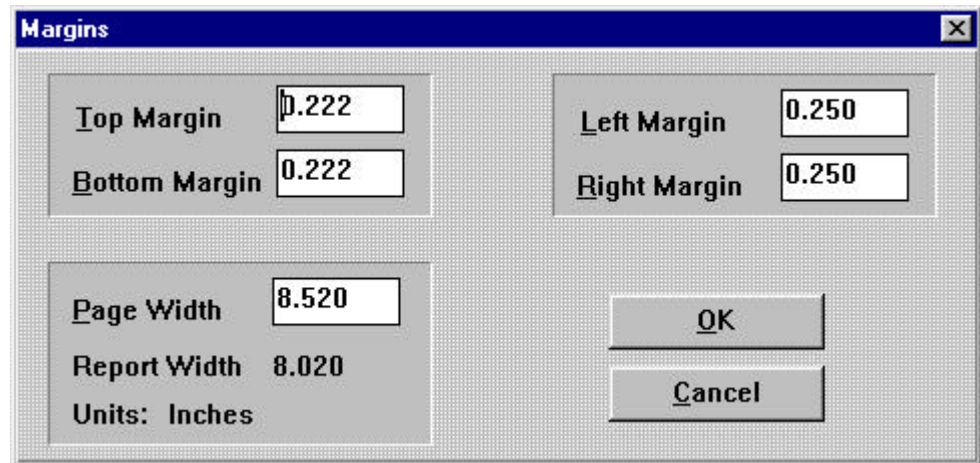 Margins
Top Margin 0.222
Bottom Margin 0.222
Left Margin 0.250
Right Margin 0.250
Page Width 8.520
Report Width 8.020
Units: Inches
OK
Cancel